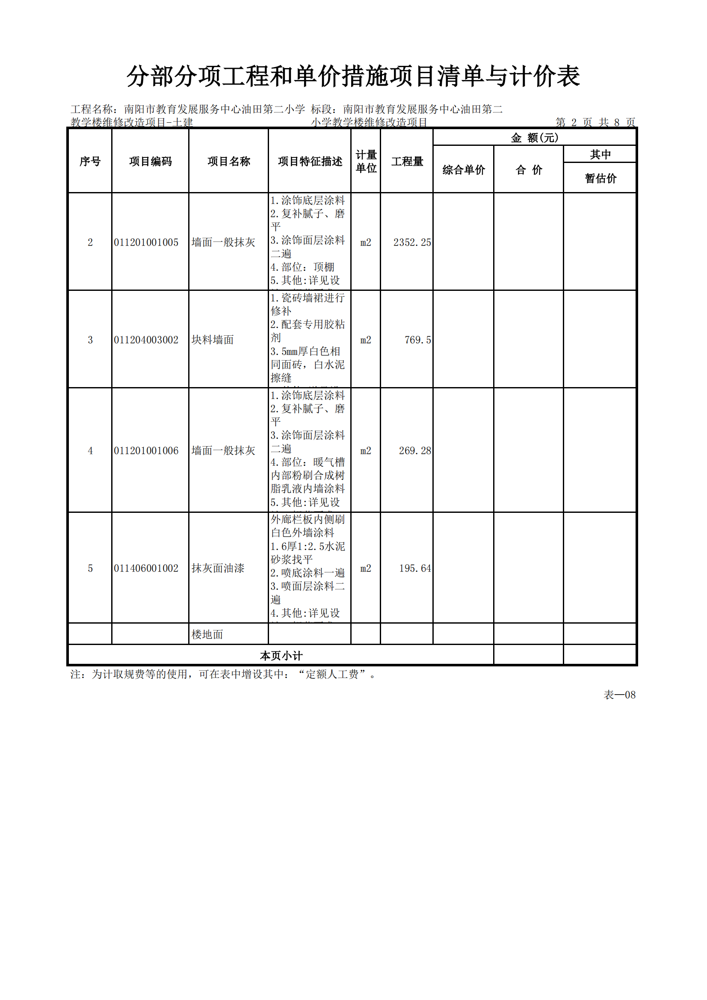 分部分项工程和单价措施项目清单与计价表
工程名称：南阳市教育发展服务中心油田第二小学 标段：南阳市教育发展服务中心油田第二
教学楼维修改造项目-土建 小学教学楼维修改造项目 第 2 页 共 8 页
序号 项目编码 项目名称 项目特征描述 计量单位 工程量 金 额(元)
综合单价 合 价 其中
暂估价
2 011201001005 墙面一般抹灰
1.涂饰底层涂料
2.复补腻子、磨
平
3.涂饰面层涂料
二遍
4.部位：顶棚
5.其他:详见设
m2 2352.25
3 011204003002 块料墙面
1.瓷砖墙裙进行
修补
2.配套专用胶粘
剂
3.5mm厚白色相
同面砖，白水泥
擦缝
m2 769.5
4 011201001006 墙面一般抹灰
1.涂饰底层涂料
2.复补腻子、磨
平
3.涂饰面层涂料
二遍
4.部位：暖气槽
内部粉刷合成树
脂乳液内墙涂料
5.其他:详见设
m2 269.28
5 011406001002 抹灰面油漆
外廊栏板内侧刷
白色外墙涂料
1.6厚1:2.5水泥
砂浆找平
2.喷底涂料一遍
3.喷面层涂料二
遍
4.其他:详见设
m2 195.64
楼地面
本页小计
注：为计取规费等的使用，可在表中增设其中：“定额人工费”。
表—08